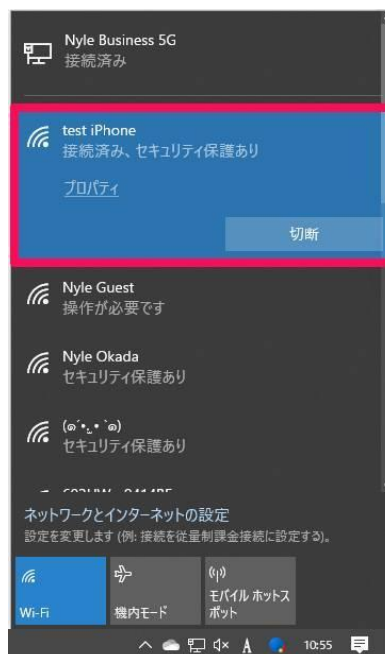 Nyle Business 5G
接続済み
test iPhone
接続済み、セキュリティ保護あり
プロパティ
切断
Nyle Guest
操作が必要です
Nyle Okada
セキュリティ保護あり
セキュリティ保護あり
ネットワークとインターネットの設定
設定を変更します (例: 接続を従量制課金接続に設定する)。
Wi-Fi
機内モード
モバイル ホットス
ポット
A
10:55